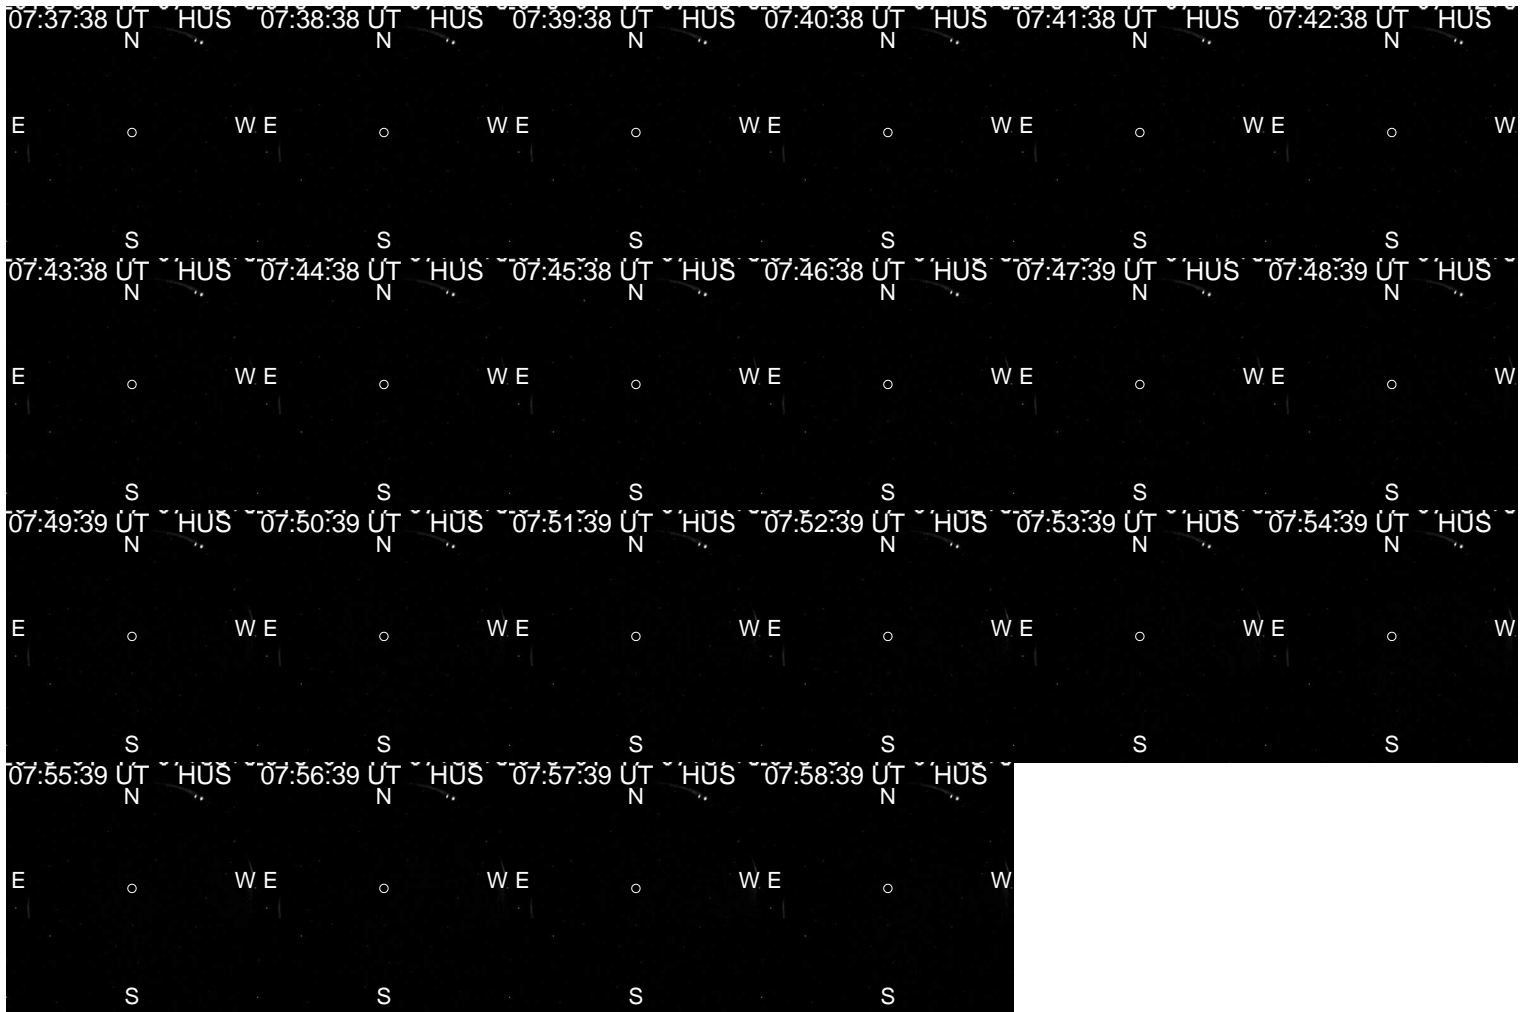 07:37:38 UT HUS 07:38:38 UT HUS 07:39:38 UT HUS 07:40:38 UT HUS 07:41:38 UT HUS 07:42:38 UT HUS
N N N N N N
E W E W E W E W E W E W
S S S S S S
07:43:38 UT HUS 07:44:38 UT HUS 07:45:38 UT HUS 07:46:38 UT HUS 07:47:39 UT HUS 07:48:39 UT HUS
N N N N N N
E W E W E W E W E W E W
S S S S S S
07:49:39 UT HUS 07:50:39 UT HUS 07:51:39 UT HUS 07:52:39 UT HUS 07:53:39 UT HUS 07:54:39 UT HUS
N N N N N N
E W E W E W E W E W E W
S S S S S S
07:55:39 UT HUS 07:56:39 UT HUS 07:57:39 UT HUS 07:58:39 UT HUS
N N N N
E W E W E W E W
S S S S